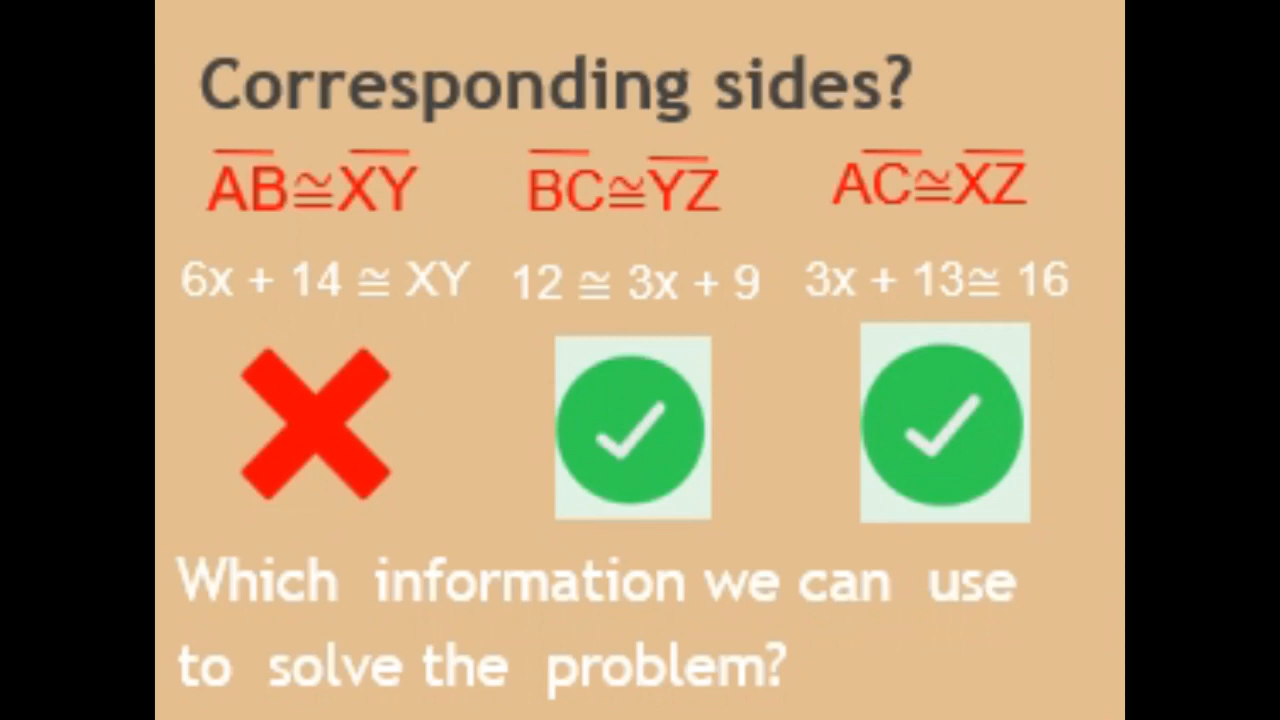 Corresponding sides?
AB≅XY BC≅YZ AC≅XZ
6x + 14 ≅ XY 12 ≅ 3x + 9 3x + 13≅ 16
Which information we can use
to solve the problem?